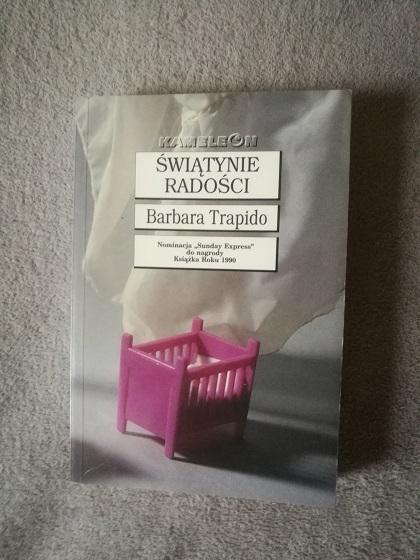 KAMELEON
ŚWIĄTYNIE
RADOŚCI
Barbara Trapido
Nominacja „Sunday Express"
do nagrody
Książka Roku 1990